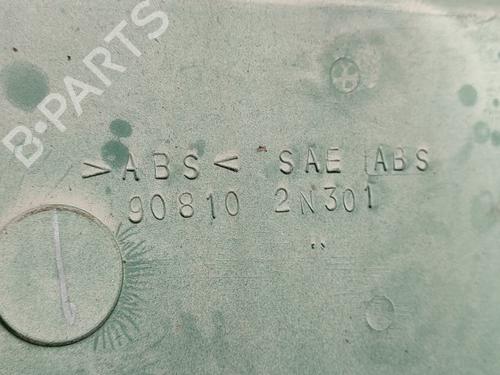 B-PARTS
>ABS< SAE ABS
90810 2N301